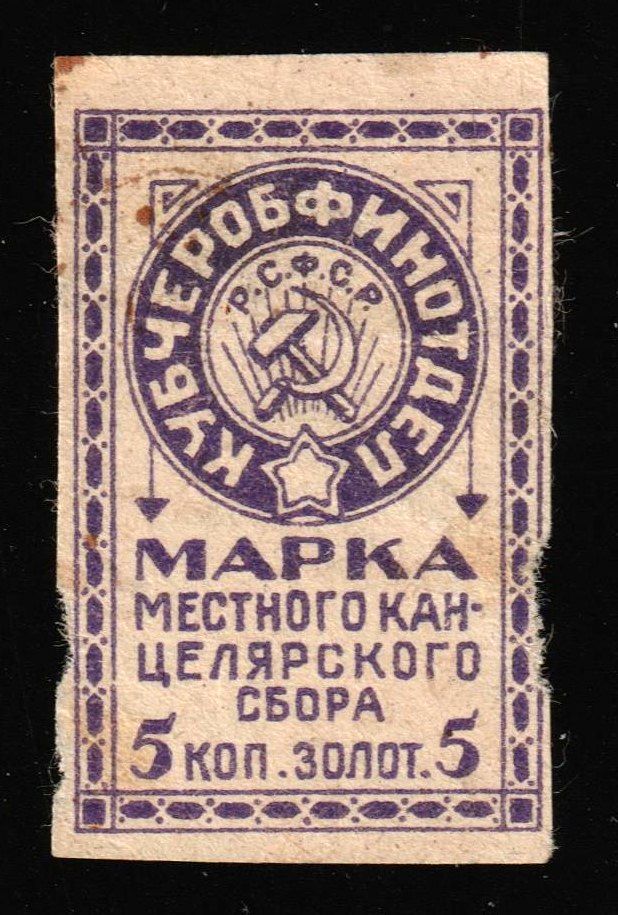 КУБЧЕРОБФИНОТДЕЛ
Р.С.Ф.С.Р.
МАРКА
МЕСТНОГО КАН-
ЦЕЛЯРСКОГО
СБОРА
5 КОП. ЗОЛОТ. 5